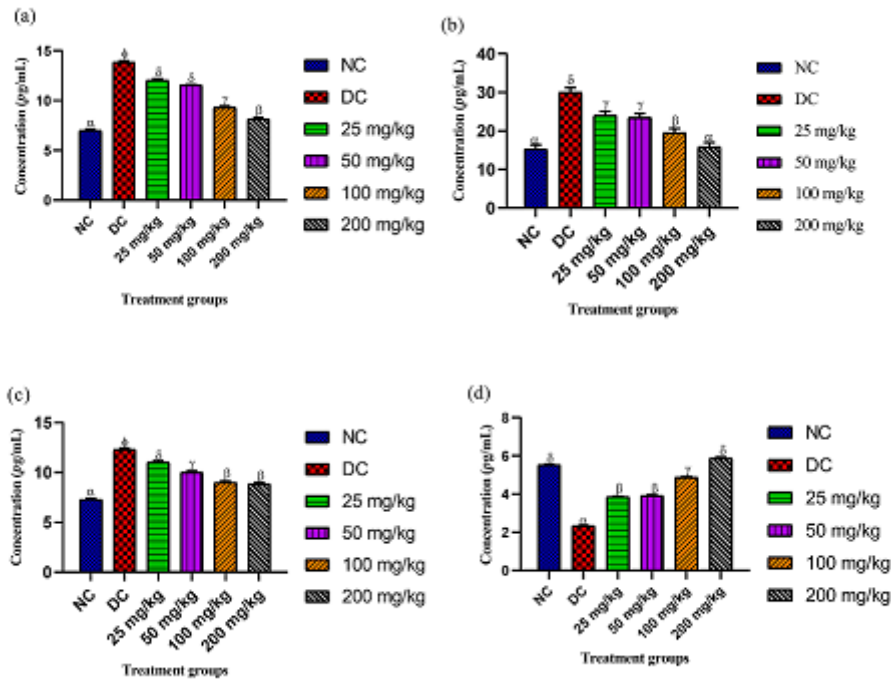 (a)
Concentration (pg/mL)
15
10
5
0
α
ϕ
δ
δ
γ
β
NC
DC
25 mg/kg
50 mg/kg
100 mg/kg
200 mg/kg
Treatment groups
NC
DC
25 mg/kg
50 mg/kg
100 mg/kg
200 mg/kg
(b)
Concentration (pg/mL)
40
30
20
10
0
α
δ
γ
γ
β
α
NC
DC
25 mg/kg
50 mg/kg
100 mg/kg
200 mg/kg
Treatment groups
NC
DC
25 mg/kg
50 mg/kg
100 mg/kg
200 mg/kg
(c)
Concentration (pg/mL)
15
10
5
0
α
ϕ
δ
γ
β
β
NC
DC
25 mg/kg
50 mg/kg
100 mg/kg
200 mg/kg
Treatment groups
NC
DC
25 mg/kg
50 mg/kg
100 mg/kg
200 mg/kg
(d)
Concentration (pg/mL)
8
6
4
2
0
δ
α
β
β
γ
δ
NC
DC
25 mg/kg
50 mg/kg
100 mg/kg
200 mg/kg
Treatment groups
NC
DC
25 mg/kg
50 mg/kg
100 mg/kg
200 mg/kg